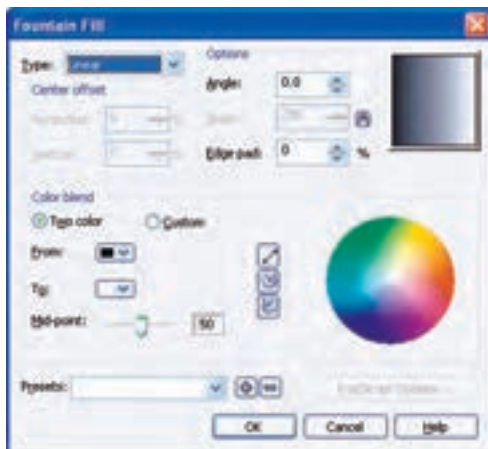 Fountain Fill
Type: Linear
Options
Angle: 0.0
Center offset
Edge pad: 0 %
Color blend
Two color Custom
From:
To:
Mid-point: 50
Presets:
OK Cancel Help